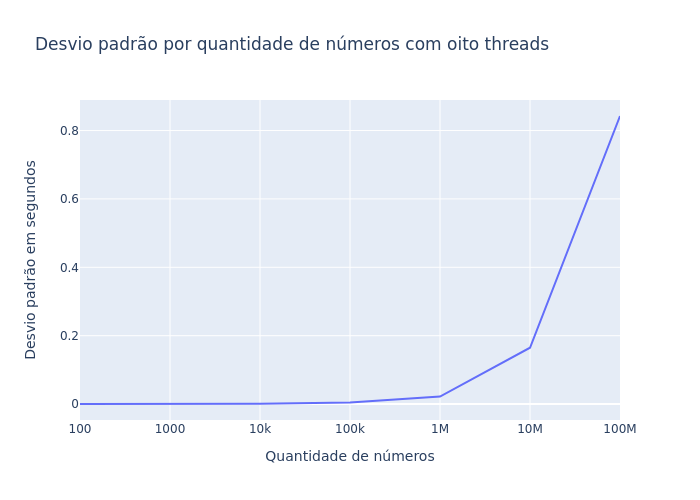 Desvio padrão por quantidade de números com oito threads
Desvio padrão em segundos
0.8
0.6
0.4
0.2
0
100 1000 10k 100k 1M 10M 100M
Quantidade de números